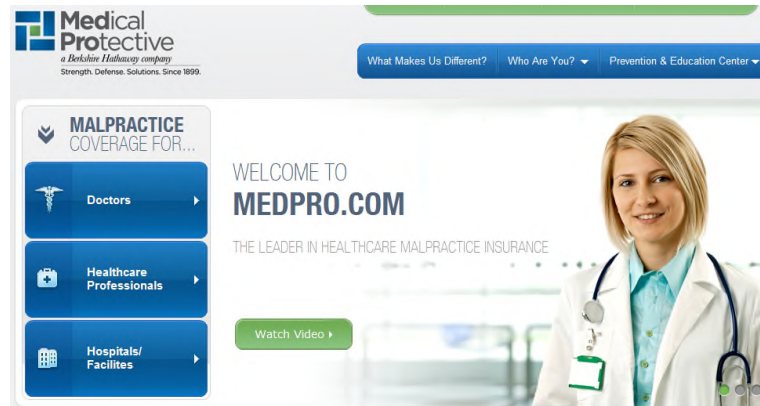 Medical
Protective
a Berkshire Hathaway company
Strength. Defense. Solutions. Since 1899.
What Makes Us Different? Who Are You? Prevention & Education Center
MALPRACTICE
COVERAGE FOR...
Doctors
Healthcare
Professionals
Hospitals/
Facilites
WELCOME TO
MEDPRO.COM
THE LEADER IN HEALTHCARE MALPRACTICE INSURANCE
Watch Video